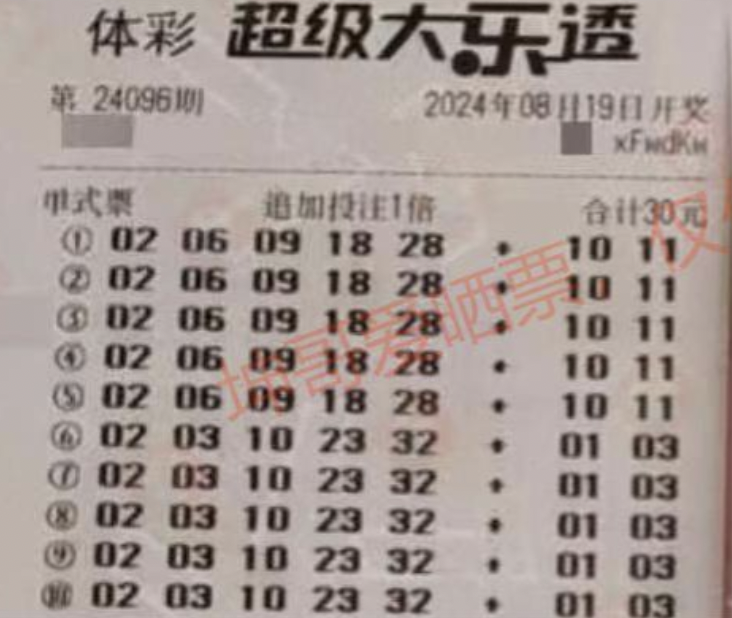 体彩 超级大乐透
第 24096期 2024年08月19日开奖
xFwdKw
单式票 追加投注1倍 合计30元
① 02 06 09 18 28 + 10 11
② 02 06 09 18 28 + 10 11
③ 02 06 09 18 28 + 10 11
④ 02 06 09 18 28 + 10 11
⑤ 02 06 09 18 28 + 10 11
⑥ 02 03 10 23 32 + 01 03
⑦ 02 03 10 23 32 + 01 03
⑧ 02 03 10 23 32 + 01 03
⑨ 02 03 10 23 32 + 01 03
⑩ 02 03 10 23 32 + 01 03
坤哥爱晒票 仅